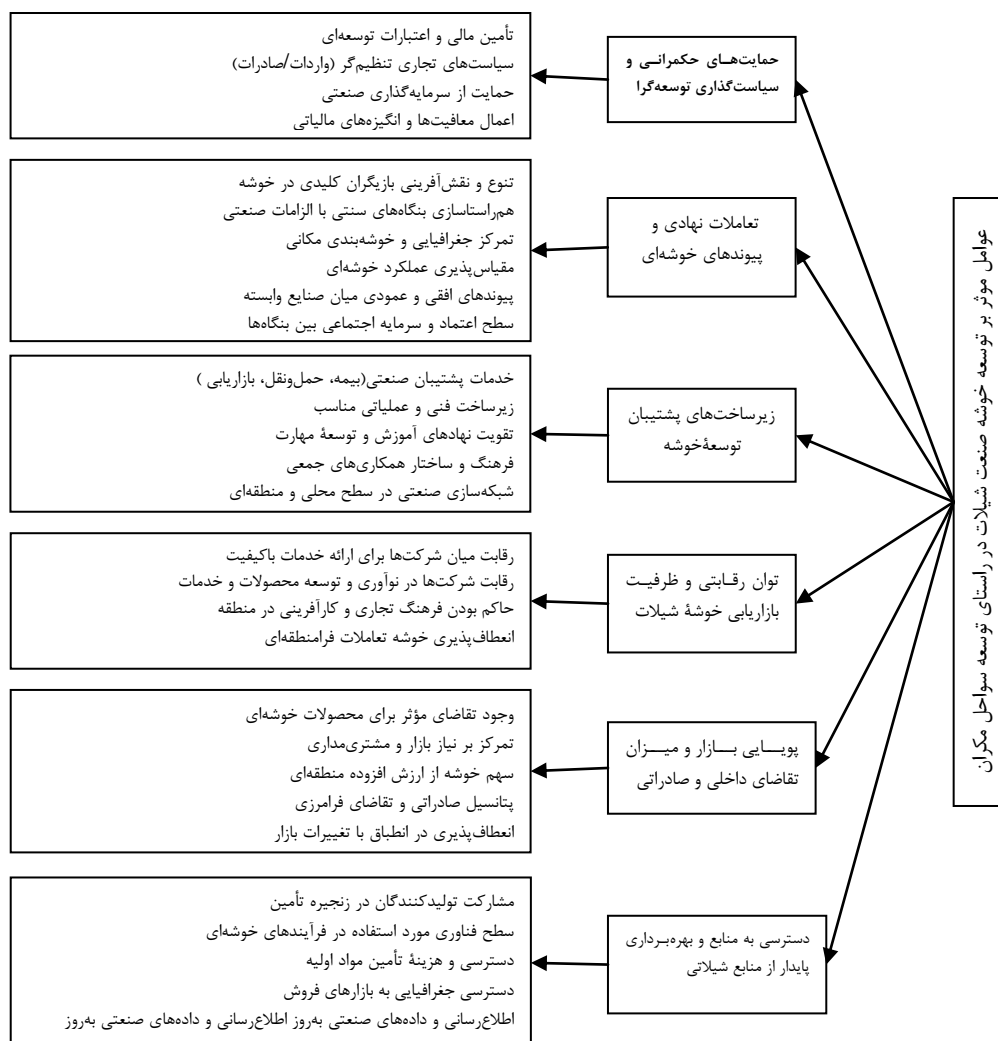 عوامل موثر بر توسعه خوشه صنعت شیلات در راستای توسعه سواحل مکران
حمایت‌های حکمرانی و
سیاست‌گذاری توسعه‌گرا
تأمین مالی و اعتبارات توسعه‌ای
سیاست‌های تجاری تنظیم‌گر (واردات/صادرات)
حمایت از سرمایه‌گذاری صنعتی
اعمال معافیت‌ها و انگیزه‌های مالیاتی
تعاملات نهادی و
پیوندهای خوشه‌ای
تنوع و نقش‌آفرینی بازیگران کلیدی در خوشه
هم‌راستاسازی بنگاه‌های سنتی با الزامات صنعتی
تمرکز جغرافیایی و خوشه‌بندی مکانی
مقیاس‌پذیری عملکرد خوشه‌ای
پیوندهای افقی و عمودی میان صنایع وابسته
سطح اعتماد و سرمایه اجتماعی بین بنگاه‌ها
زیرساخت‌های پشتیبان
توسعۀخوشه
خدمات پشتیبان صنعتی(بیمه، حمل‌ونقل، بازاریابی )
زیرساخت فنی و عملیاتی مناسب
تقویت نهادهای آموزش و توسعۀ مهارت
فرهنگ و ساختار همکاری‌های جمعی
شبکه‌سازی صنعتی در سطح محلی و منطقه‌ای
توان رقابتی و ظرفیت
بازاریابی خوشۀ شیلات
رقابت میان شرکت‌ها برای ارائه خدمات باکیفیت
رقابت شرکت‌ها در نوآوری و توسعه محصولات و خدمات
حاکم بودن فرهنگ تجاری و کارآفرینی در منطقه
انعطاف‌پذیری خوشه تعاملات فرامنطقه‌ای
پویایی بازار و میزان
تقاضای داخلی و صادراتی
وجود تقاضای مؤثر برای محصولات خوشه‌ای
تمرکز بر نیاز بازار و مشتری‌مداری
سهم خوشه از ارزش افزوده منطقه‌ای
پتانسیل صادراتی و تقاضای فرامرزی
انعطاف‌پذیری در انطباق با تغییرات بازار
دسترسی به منابع و بهره‌برداری
پایدار از منابع شیلاتی
مشارکت تولیدکنندگان در زنجیره تأمین
سطح فناوری مورد استفاده در فرآیندهای خوشه‌ای
دسترسی و هزینۀ تأمین مواد اولیه
دسترسی جغرافیایی به بازارهای فروش
اطلاع‌رسانی و داده‌های صنعتی به‌روز اطلاع‌رسانی و داده‌های صنعتی به‌روز